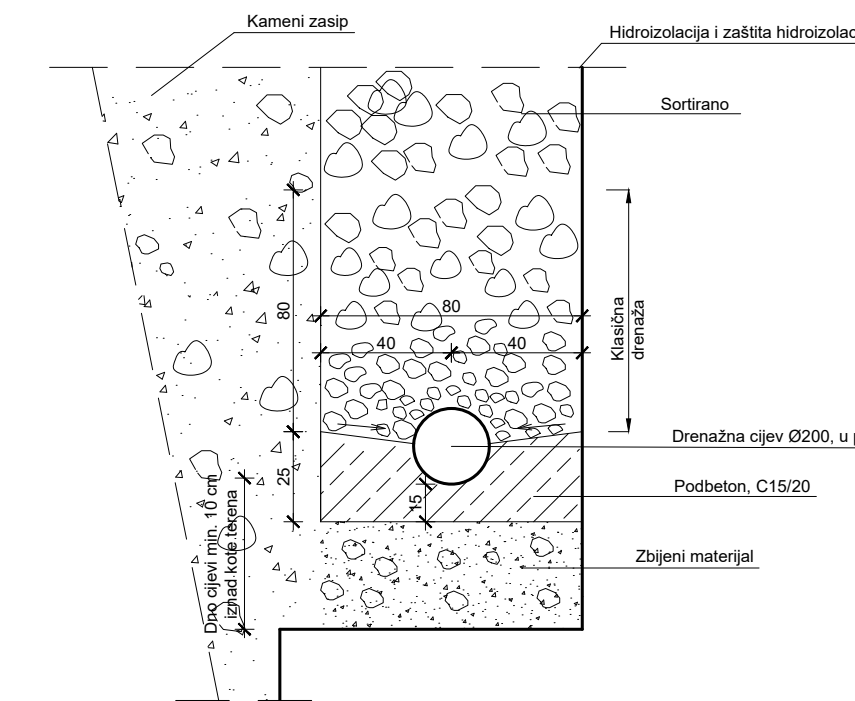 Kameni zasip
Hidroizolacija i zaštita
Sortirano
80
80
40
40
Klasična
drenaža
Drenažna cijev Ø200, u
25
15
Podbeton, C15/20
Dno cijevi min. 10 cm
iznad kote terena
Zbijeni materijal